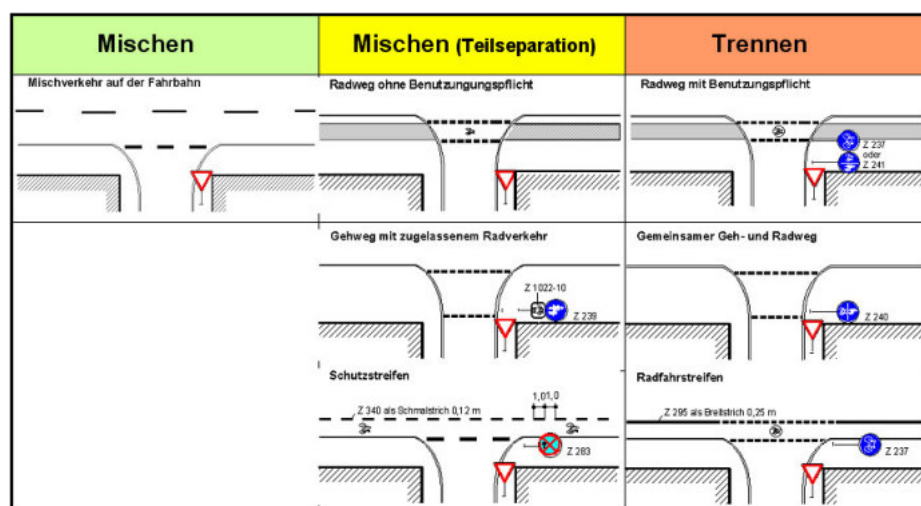 Mischen
Mischen (Teilseparation)
Trennen
Mischverkehr auf der Fahrbahn
Radweg ohne Benutzungungspflicht
Radweg mit Benutzungspflicht
Z 237
oder
Z 241
Gehweg mit zugelassenem Radverkehr
Z 1022-10
Z 239
Gemeinsamer Geh- und Radweg
Z 240
Schutzstreifen
1,0 1,0
Z 340 als Schmalstrich 0,12 m
Z 283
Radfahrstreifen
Z 295 als Breitstrich 0,25 m
Z 237